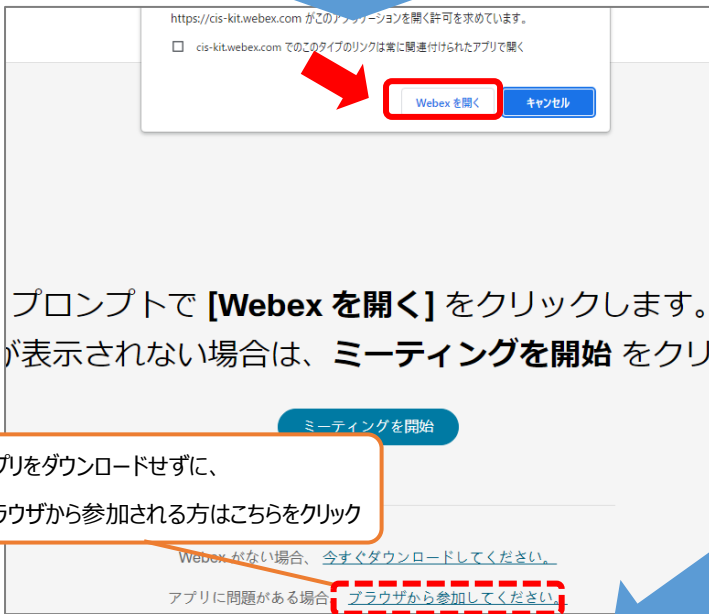 https://cis-kit.webex.com がこのアプリケーションを開く許可を求めています。
cis-kit.webex.com でのこのタイプのリンクは常に関連付けられたアプリで開く
Webex を開く キャンセル
プロンプトで [Webex を開く] をクリックします。
が表示されない場合は、ミーティングを開始 をクリ
ミーティングを開始
プリをダウンロードせずに、
ラウザから参加される方はこちらをクリック
Webex がない場合、 今すぐダウンロードしてください。
アプリに問題がある場合 ブラウザから参加してください。